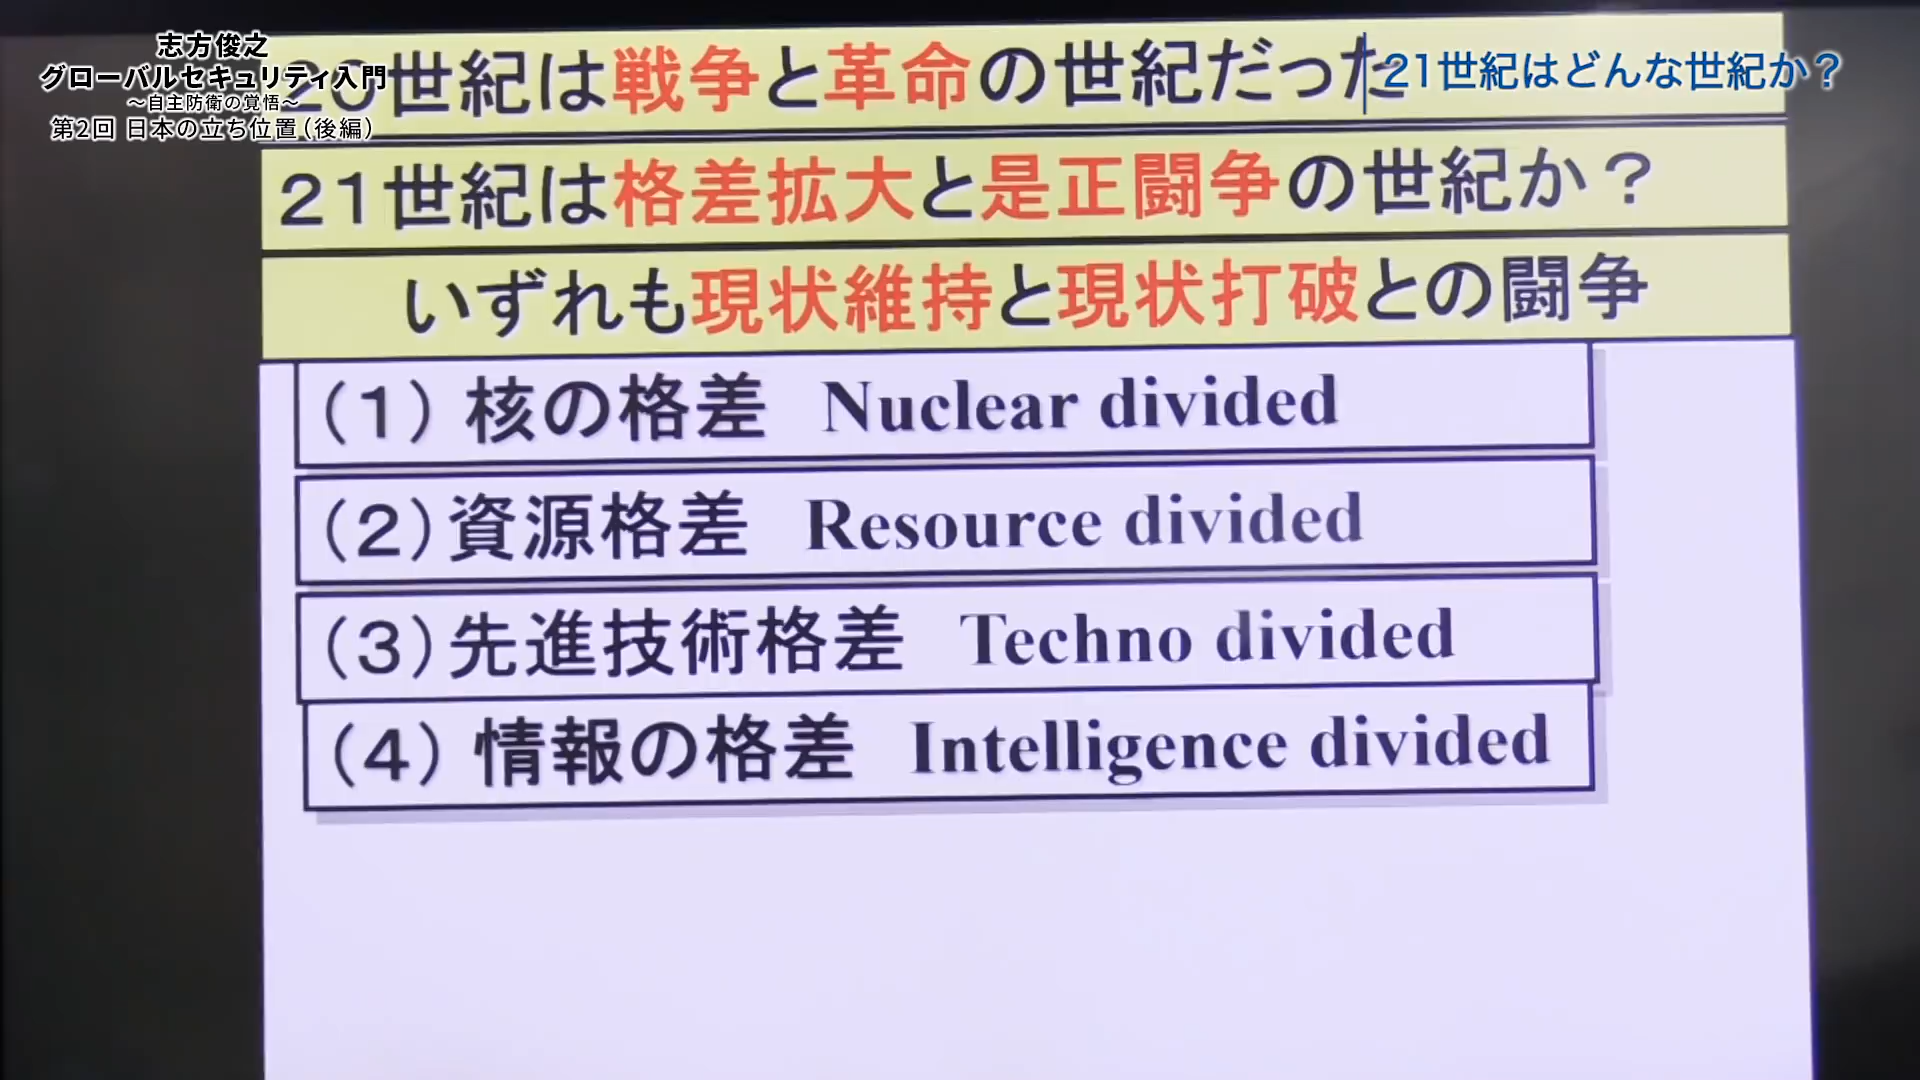 志方俊之
グローバルセキュリティ入門
～自主防衛の覚悟～
第2回 日本の立ち位置(後編)
21世紀はどんな世紀か?
20世紀は戦争と革命の世紀だった
21世紀は格差拡大と是正闘争の世紀か?
いずれも現状維持と現状打破との闘争
(1) 核の格差 Nuclear divided
(2)資源格差 Resource divided
(3)先進技術格差 Techno divided
(4) 情報の格差 Intelligence divided